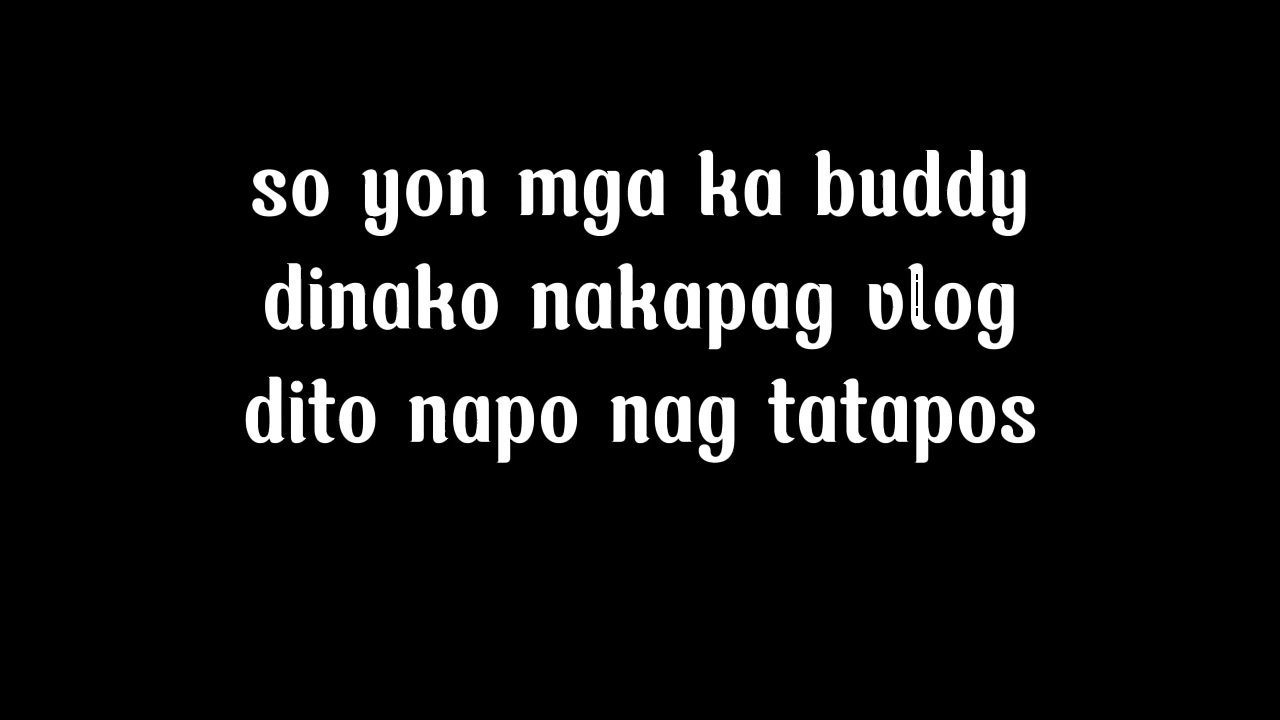 so yon mga ka buddy
dinako nakapag vlog
dito napo nag tatapos